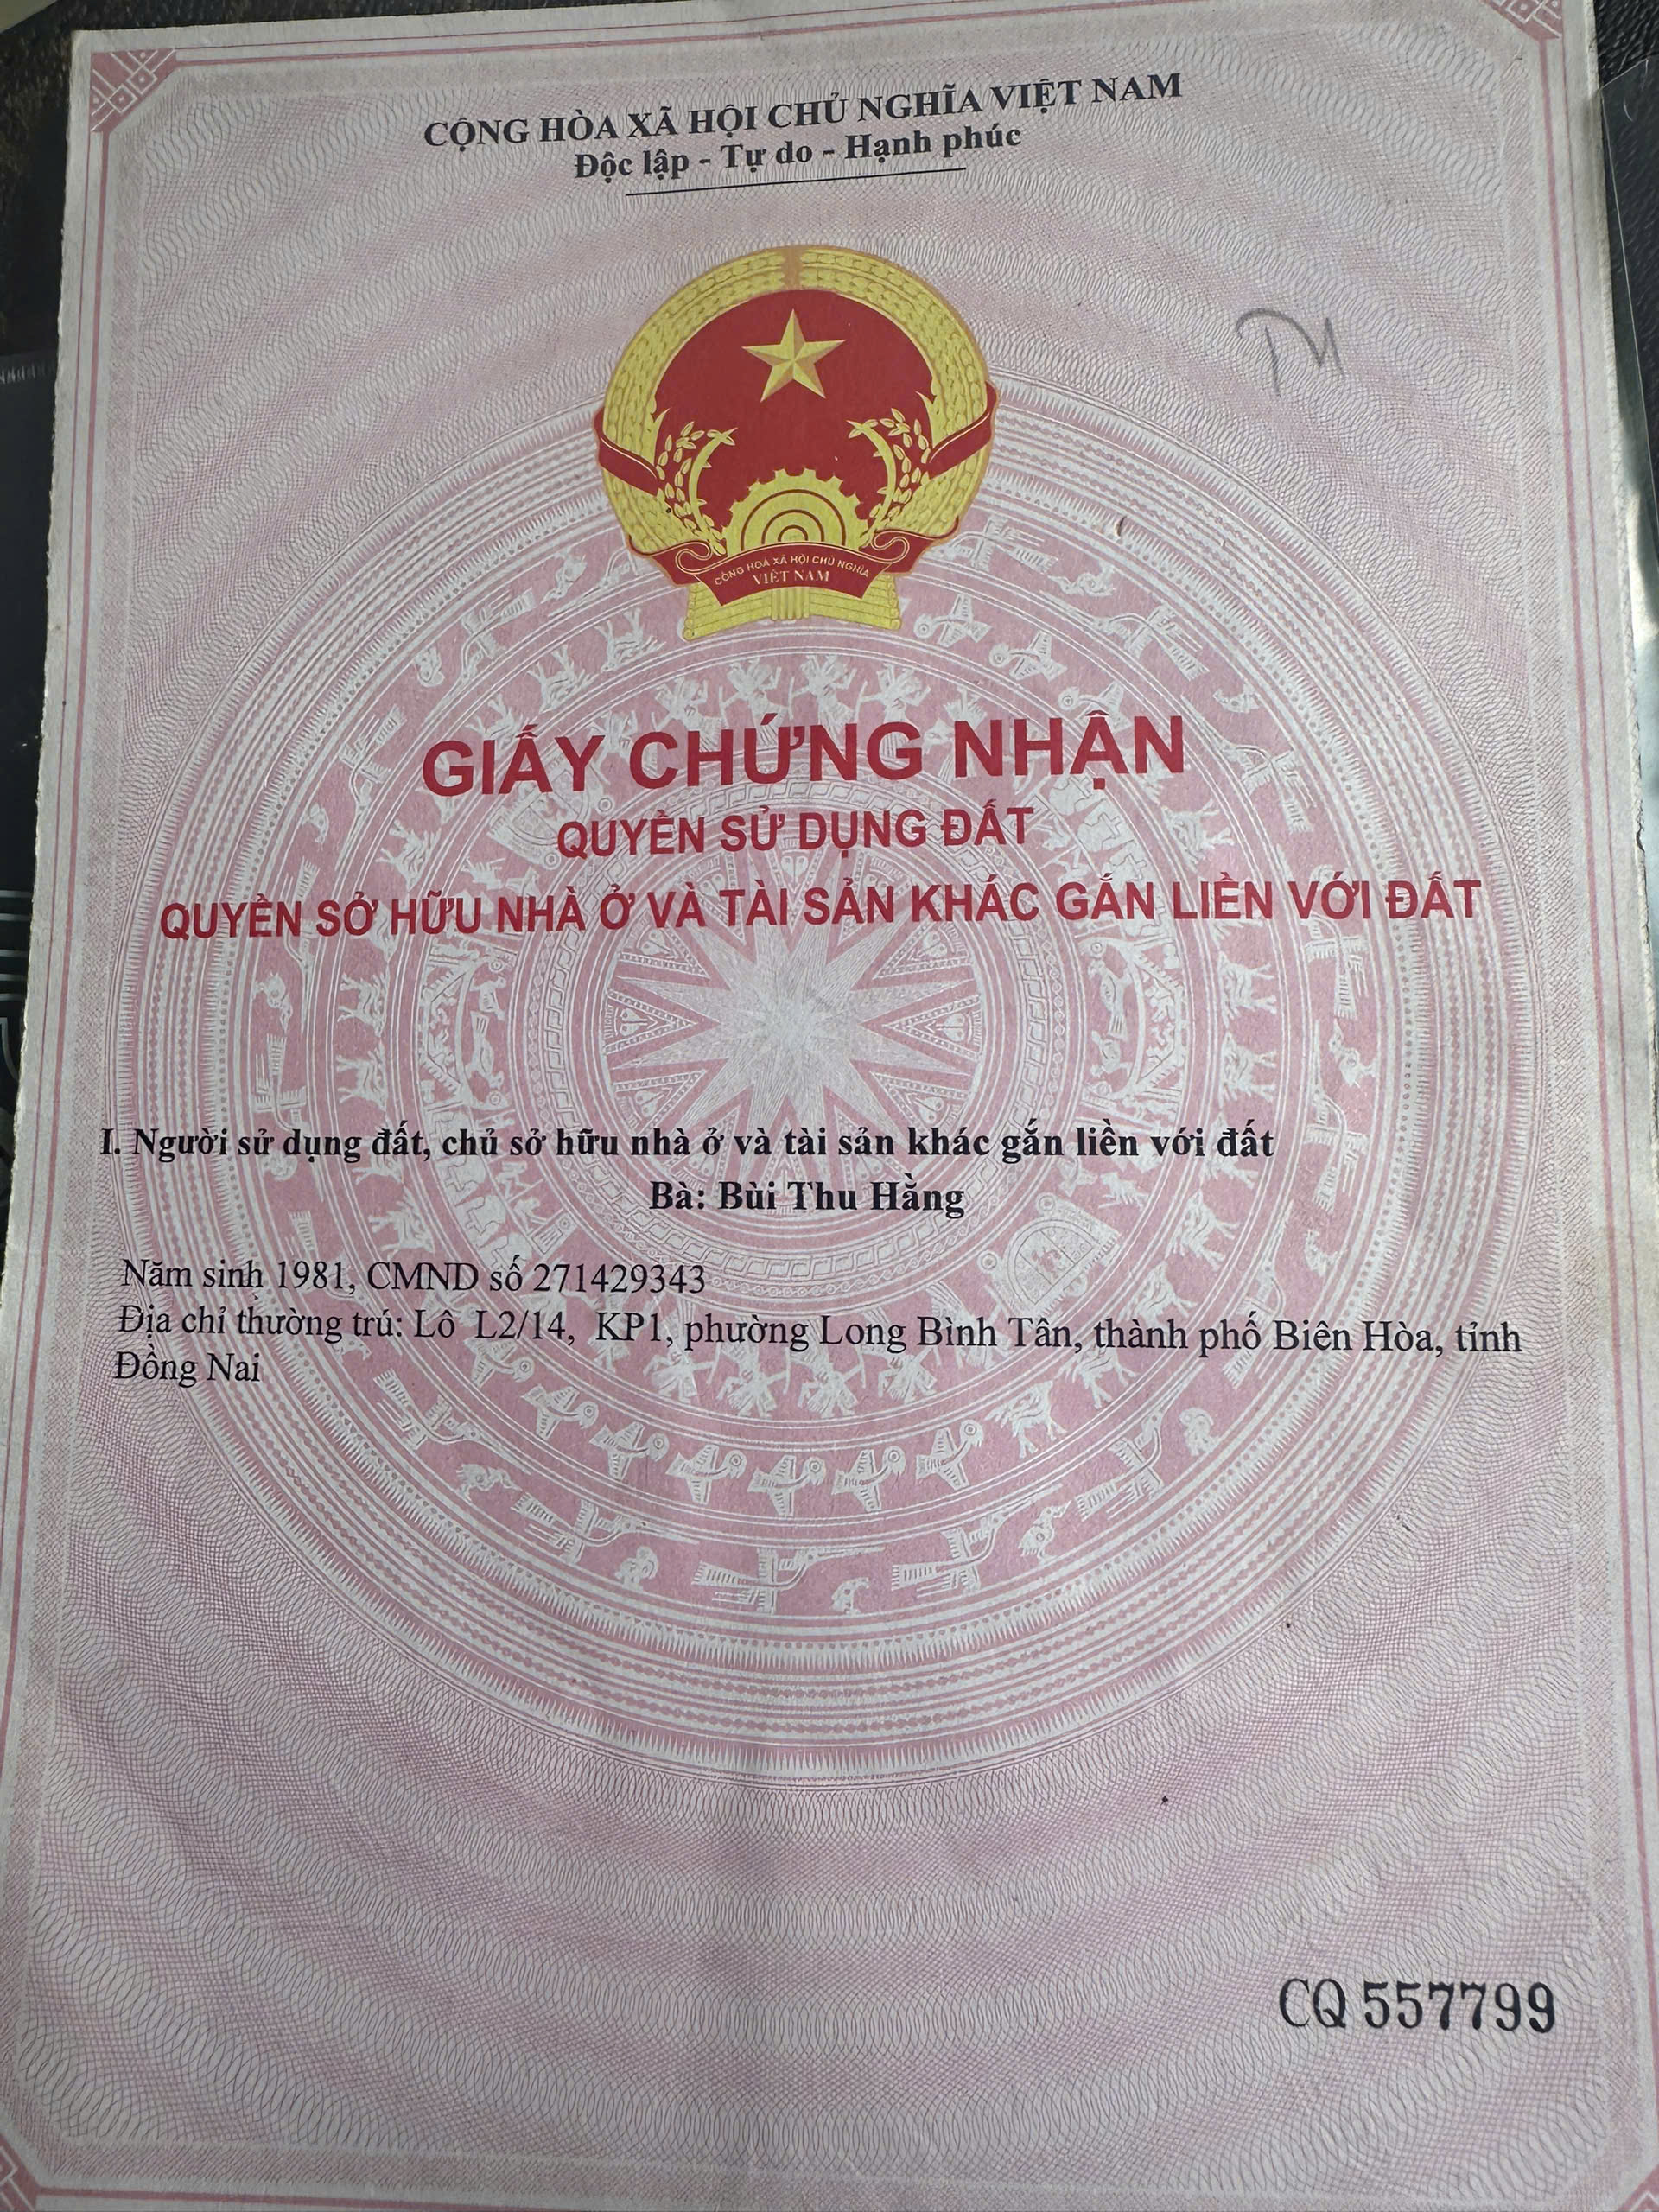 CỘNG HÒA XÃ HỘI CHỦ NGHĨA VIỆT NAM
Độc lập - Tự do - Hạnh phúc
CỘNG HOÀ XÃ HỘI CHỦ NGHĨA
VIỆT NAM
GIẤY CHỨNG NHẬN
QUYỀN SỬ DỤNG ĐẤT
QUYỀN SỞ HỮU NHÀ Ở VÀ TÀI SẢN KHÁC GẮN LIỀN VỚI ĐẤT
I. Người sử dụng đất, chủ sở hữu nhà ở và tài sản khác gắn liền với đất
Bà: Bùi Thu Hằng
Năm sinh 1981, CMND số 271429343
Địa chỉ thường trú: Lô L2/14, KP1, phường Long Bình Tân, thành phố Biên Hòa, tỉnh
Đồng Nai
CQ 557799